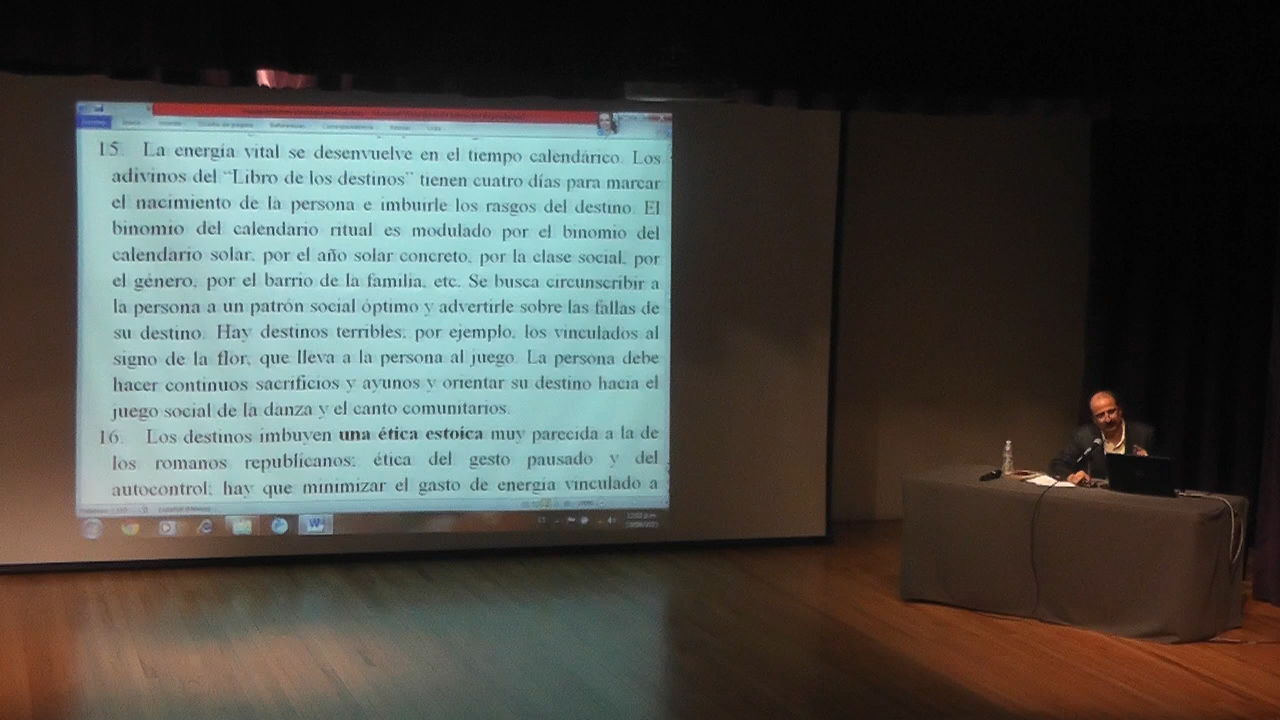 15. La energía vital se desenvuelve en el tiempo calendárico. Los
adivinos del “Libro de los destinos” tienen cuatro días para marcar
el nacimiento de la persona e imbuirle los rasgos del destino. El
binomio del calendario ritual es modulado por el binomio del
calendario solar, por el año solar concreto, por la clase social, por
el género, por el barrio de la familia, etc. Se busca circunscribir a
la persona a un patrón social óptimo y advertirle sobre las fallas de
su destino. Hay destinos terribles, por ejemplo, los vinculados al
signo de la flor, que lleva a la persona al juego. La persona debe
hacer continuos sacrificios y ayunos y orientar su destino hacia el
juego social de la danza y el canto comunitarios.
16. Los destinos imbuyen una ética estoica muy parecida a la de
los romanos republicanos: ética del gesto pausado y del
autocontrol; hay que minimizar el gasto de energía vinculado a
W